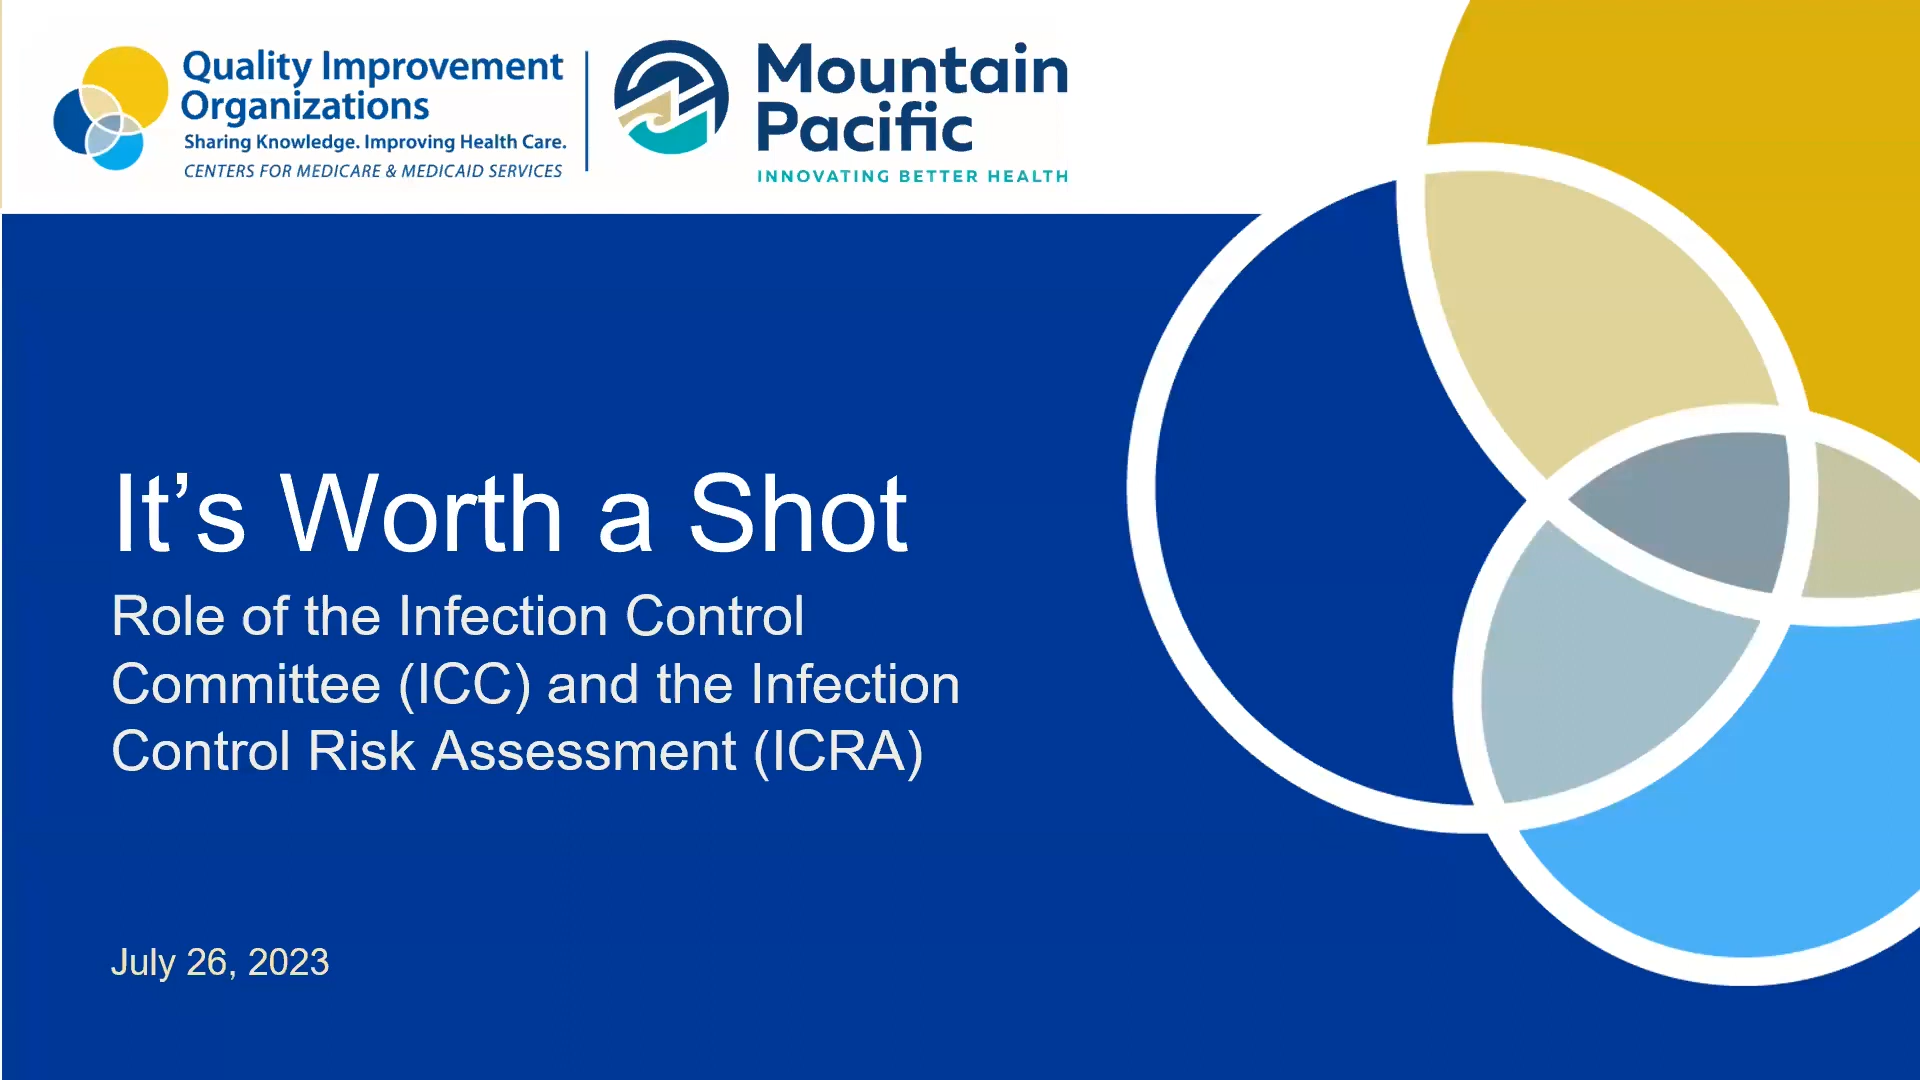 Quality Improvement
Organizations
Sharing Knowledge. Improving Health Care.
CENTERS FOR MEDICARE & MEDICAID SERVICES
Mountain
Pacific
INNOVATING BETTER HEALTH
It’s Worth a Shot
Role of the Infection Control
Committee (ICC) and the Infection
Control Risk Assessment (ICRA)
July 26, 2023